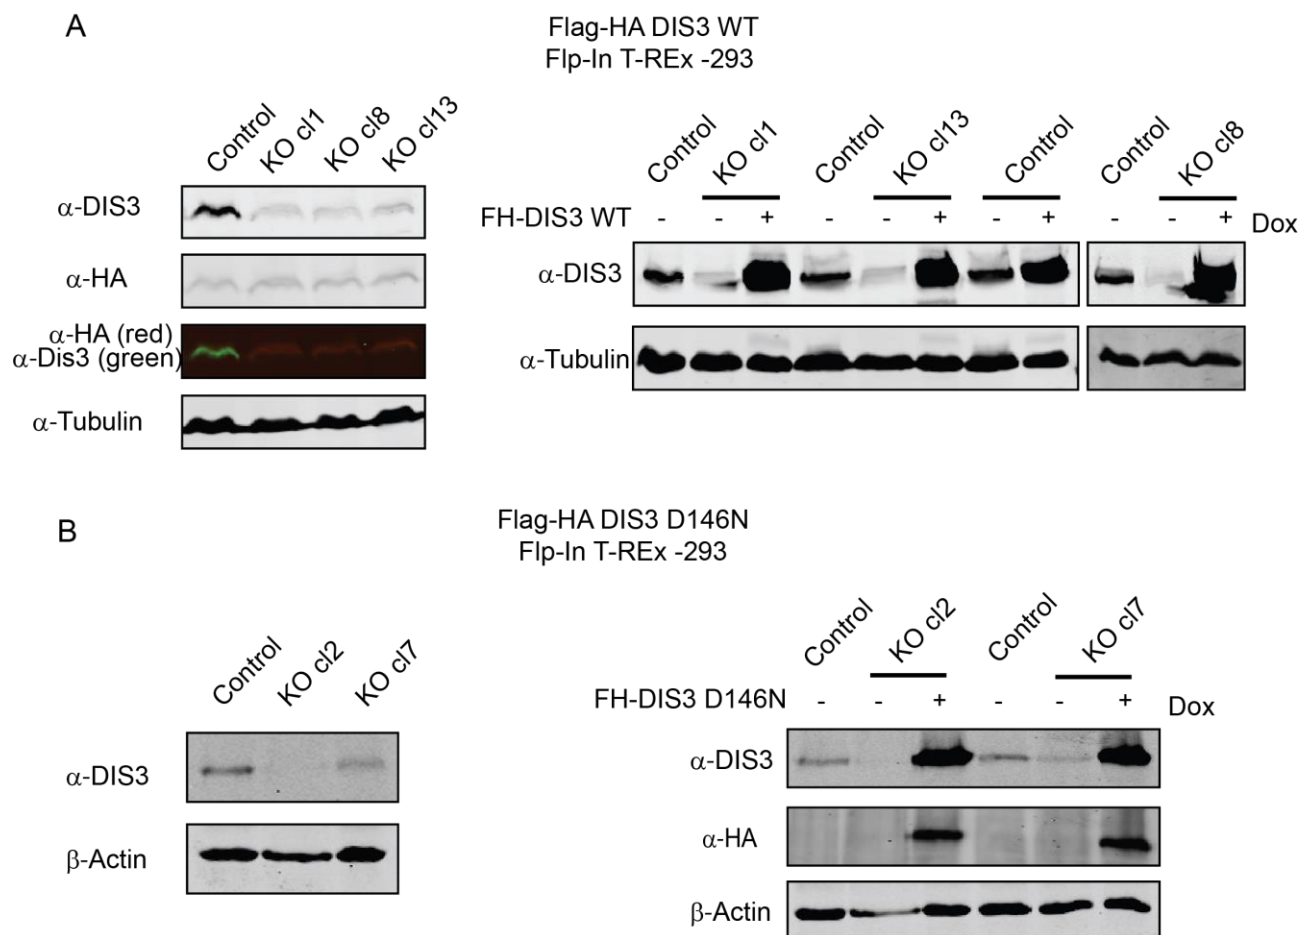 A
Flag-HA DIS3 WT
Flp-In T-REx -293
Control
KO cl1
KO cl8
KO cl13
α-DIS3
α-HA
α-HA (red)
α-Dis3 (green)
α-Tubulin
Control
KO cl1
Control
KO cl13
Control
Control
KO cl8
FH-DIS3 WT - - + - - + - + - - + Dox
α-DIS3
α-Tubulin
B
Flag-HA DIS3 D146N
Flp-In T-REx -293
Control
KO cl2
KO cl7
α-DIS3
β-Actin
Control
KO cl2
Control
KO cl7
FH-DIS3 D146N - - + - - + Dox
α-DIS3
α-HA
β-Actin